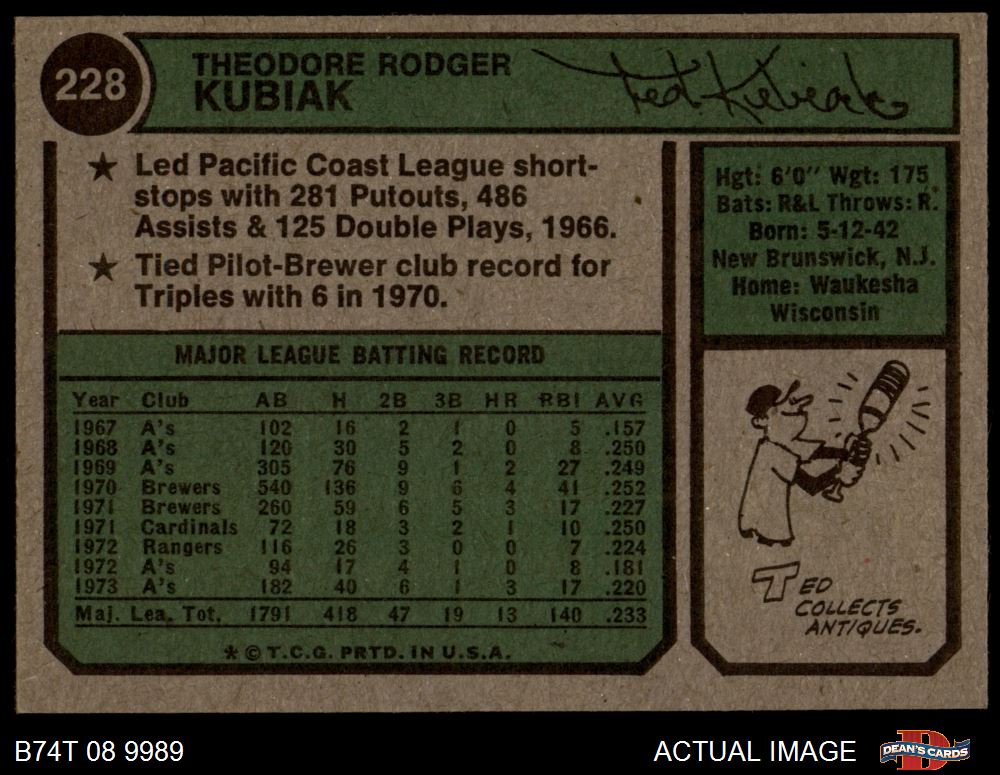 228
THEODORE RODGER
KUBIAK
Ted Kubiak
★ Led Pacific Coast League short-
stops with 281 Putouts, 486
Assists & 125 Double Plays, 1966.
★ Tied Pilot-Brewer club record for
Triples with 6 in 1970.
Hgt: 6'0" Wgt: 175
Bats: R&L Throws: R.
Born: 5-12-42
New Brunswick, N.J.
Home: Waukesha
Wisconsin
MAJOR LEAGUE BATTING RECORD
Year Club AB H 2B 3B HR RBI AVG
1967 A's 102 16 2 1 0 5 .157
1968 A's 120 30 5 2 0 8 .250
1969 A's 305 76 9 1 2 27 .249
1970 Brewers 540 136 9 6 4 41 .252
1971 Brewers 260 59 6 5 3 17 .227
1971 Cardinals 72 18 3 2 1 10 .250
1972 Rangers 116 26 3 0 0 7 .224
1972 A's 94 17 4 1 0 8 .181
1973 A's 182 40 6 1 3 17 .220
Maj. Lea. Tot. 1791 418 47 19 13 140 .233
* © T.C.G. PRTD. IN U.S.A.
TED
COLLECTS
ANTIQUES.
B74T 08 9989
ACTUAL IMAGE
DEAN'S CARDS